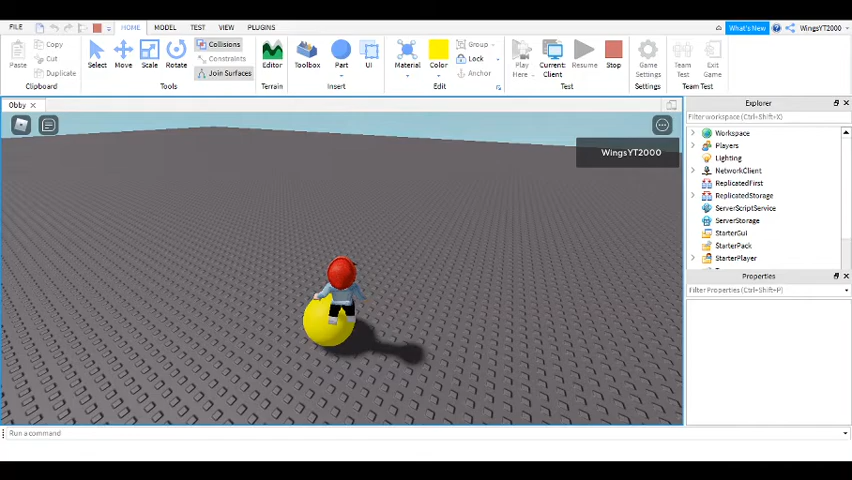 FILE HOME MODEL TEST VIEW PLUGINS What's New WingsYT2000
Paste Copy Cut Duplicate Clipboard
Select Move Scale Rotate Collisions Constraints Join Surfaces Tools
Editor Terrain
Toolbox Part UI Insert
Material Color Group Lock Anchor Edit
Play Here Current: Client Resume Stop Test
Game Settings Settings
Team Test Exit Game Team Test
Obby
WingsYT2000
Explorer
Filter workspace (Ctrl+Shift+X)
Workspace
Players
Lighting
NetworkClient
ReplicatedFirst
ReplicatedStorage
ServerScriptService
ServerStorage
StarterGui
StarterPack
StarterPlayer
Properties
Filter Properties (Ctrl+Shift+P)
Run a command